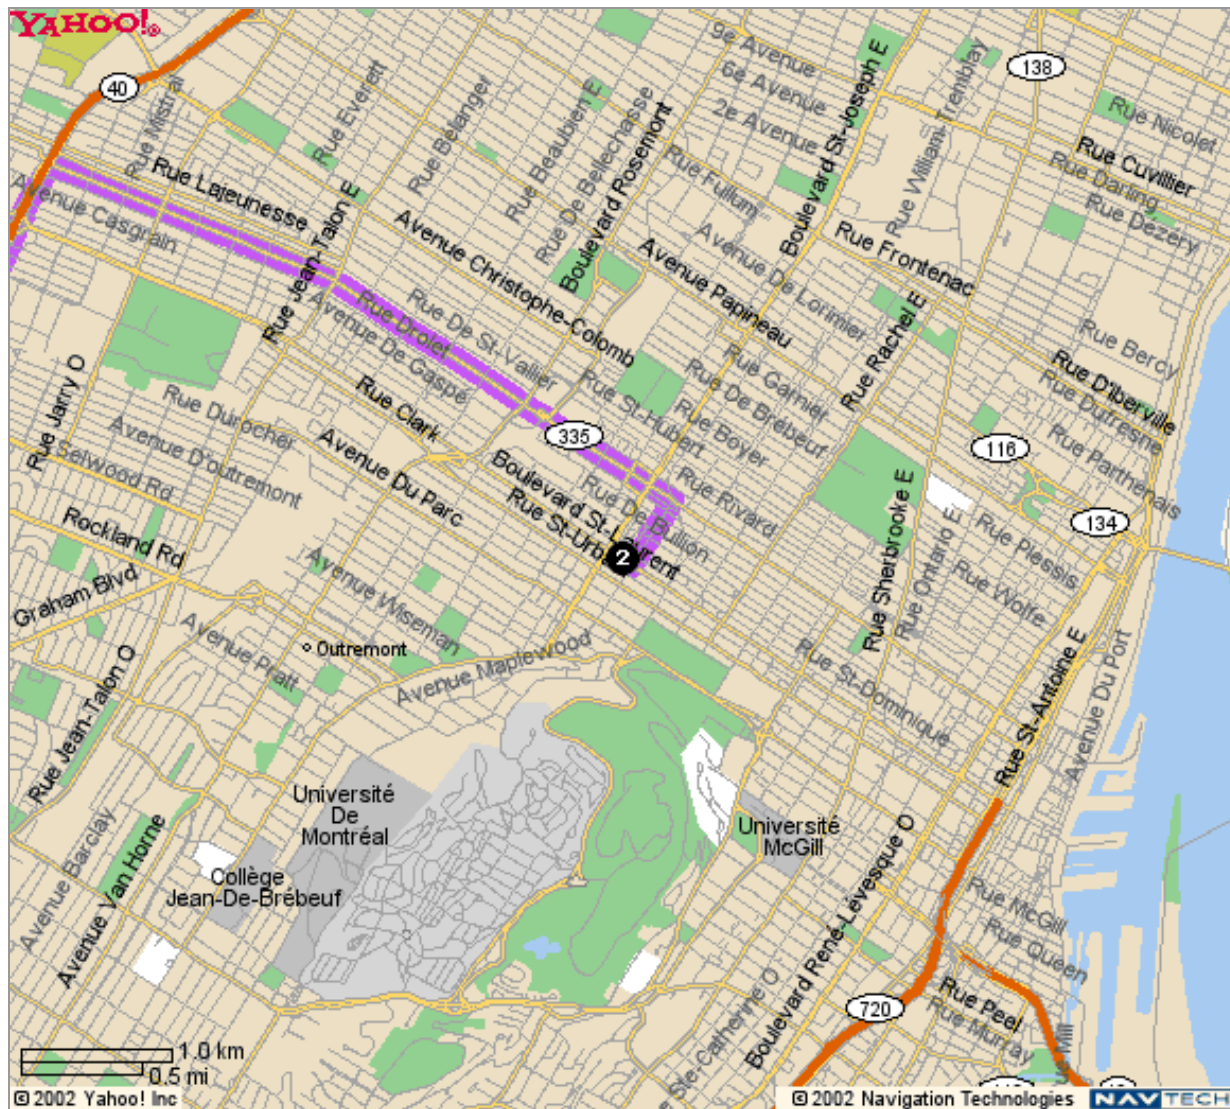 YAHOO!®
40
138
9e Avenue
6e Avenue
2e Avenue
Boulevard St-Joseph E
Rue William-Tremblay
Rue Nicolet
Rue Cuvillier
Rue Darling
Rue Dezery
Rue Mistral
Rue Everett
Rue Belanger
Rue Beaubien E
Rue De Bellechasse
Boulevard Rosemont
Rue Fullum
Rue Lajeunesse
Avenue Casgrain
Rue Jean-Talon E
Avenue Christophe-Colomb
Avenue Papineau
Avenue De Lorimier
Rue Frontenac
Rue Rachel E
Rue Bercy
Rue D'Iberville
Rue Dufresne
Rue Parthenais
Rue Drolet
Rue De St-Vallier
Avenue De Gaspé
Rue Clark
Rue Jarry O
Rue Durocher
Avenue D'outremont
Selwood Rd
Avenue Du Parc
335
Rue St-Hubert
Rue Boyer
Rue De Brébeuf
Rue Garnier
116
134
Rue Rivard
Rue De Bullion
Boulevard St-Laurent
Rue St-Urb
2
Rue Sherbrooke E
Rue Ontario E
Rue Plessis
Rue Wolfe
Rockland Rd
Graham Blvd
Avenue Wiseman
Outremont
Avenue Pratt
Avenue Maplewood
Rue St-Dominique
Rue St-Antoine E
Avenue Du Port
Rue Jean-Talon O
Université
De
Montréal
Université
McGill
Collège
Jean-De-Brébeuf
Avenue Barclay
Avenue Van Horne
Boulevard Rene-Lévesque O
Ste-Catherine O
Rue McGill
Rue Queen
720
Rue Peel
Rue Murray
1.0 km
0.5 mi
© 2002 Yahoo! Inc
© 2002 Navigation Technologies
NAVTECH